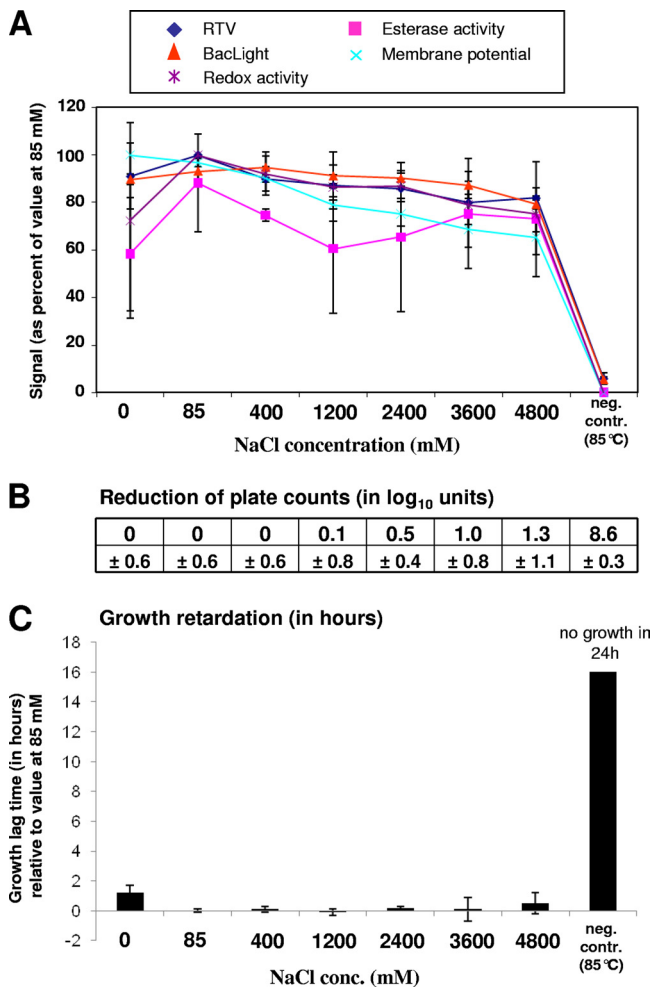 A
RTV
Esterase activity
BacLight
Membrane potential
Redox activity
Signal (as percent of value at 85 mM)
120
100
80
60
40
20
0
0 85 400 1200 2400 3600 4800 neg. contr. (85°C)
NaCl concentration (mM)
B
Reduction of plate counts (in log10 units)
0 0 0 0.1 0.5 1.0 1.3 8.6
± 0.6 ± 0.6 ± 0.6 ± 0.8 ± 0.4 ± 0.8 ± 1.1 ± 0.3
C
Growth retardation (in hours)
no growth in
24h
Growth lag time (in hours)
relative to value at 85 mM
18
16
14
12
10
8
6
4
2
0
-2
0 85 400 1200 2400 3600 4800 neg. contr. (85°C)
NaCl conc. (mM)